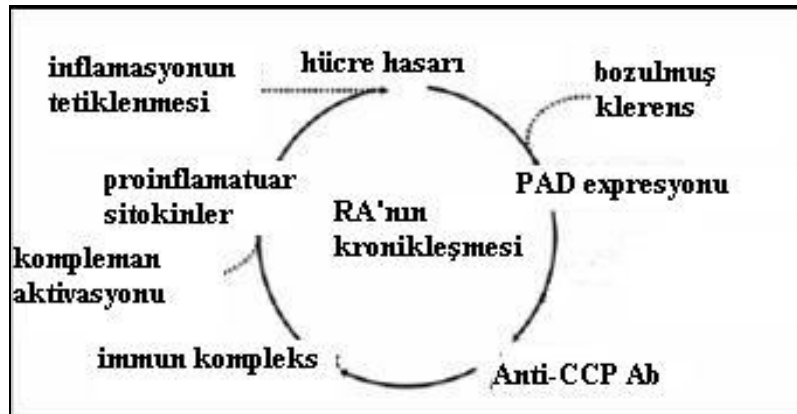 inflamasyonun
tetiklenmesi
hücre hasarı
bozulmuş
klerens
PAD expresyonu
proinflamatuar
sitokinler
RA'nın
kronikleşmesi
kompleman
aktivasyonu
immun kompleks
Anti-CCP Ab